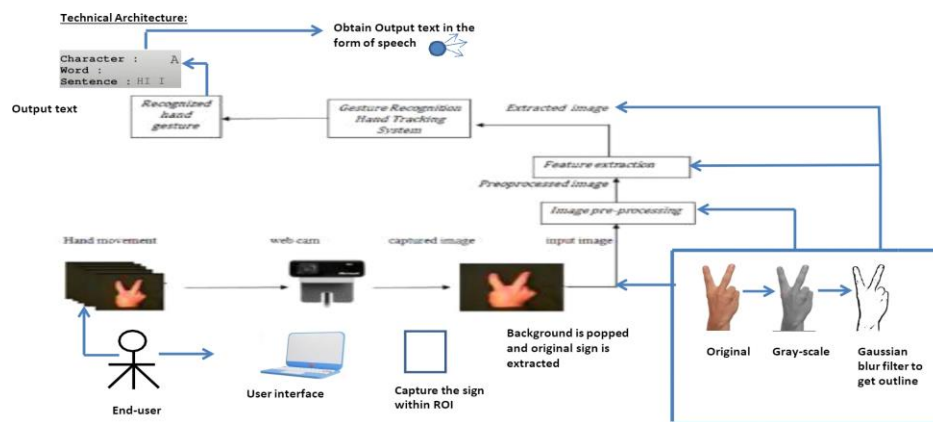 Technical Architecture:
Obtain Output text in the
form of speech
Character : A
Word :
Sentence : HI I
Output text
Recognized
hand
gesture
Gesture Recognition
Hand Tracking
System
Extracted image
Feature extraction
Preoprocessed image
Image pre-processing
Hand movement
web-cam
captured image
input image
Background is popped
and original sign is
extracted
Original
Gray-scale
Gaussian
blur filter to
get outline
End-user
User interface
Capture the sign
within ROI